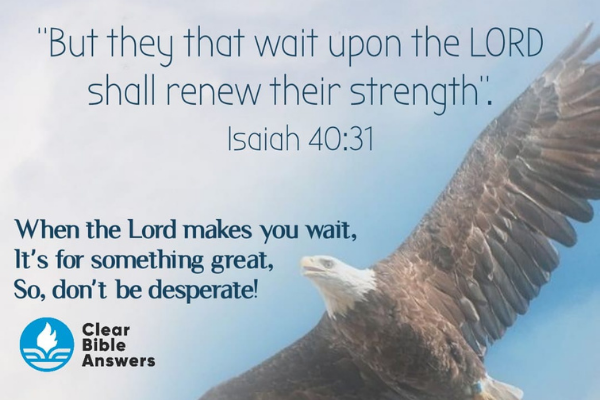 "But they that wait upon the LORD
shall renew their strength".
Isaiah 40:31
When the Lord makes you wait,
It's for something great,
So, don't be desperate!
Clear
Bible
Answers